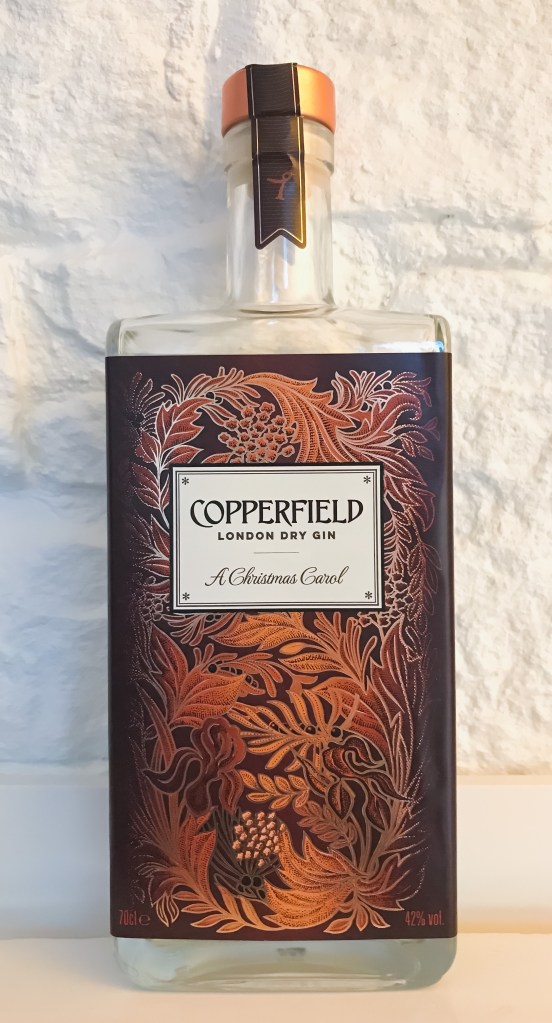 COPPERFIELD
LONDON DRY GIN
A Christmas Carol
70cl e
42% vol.